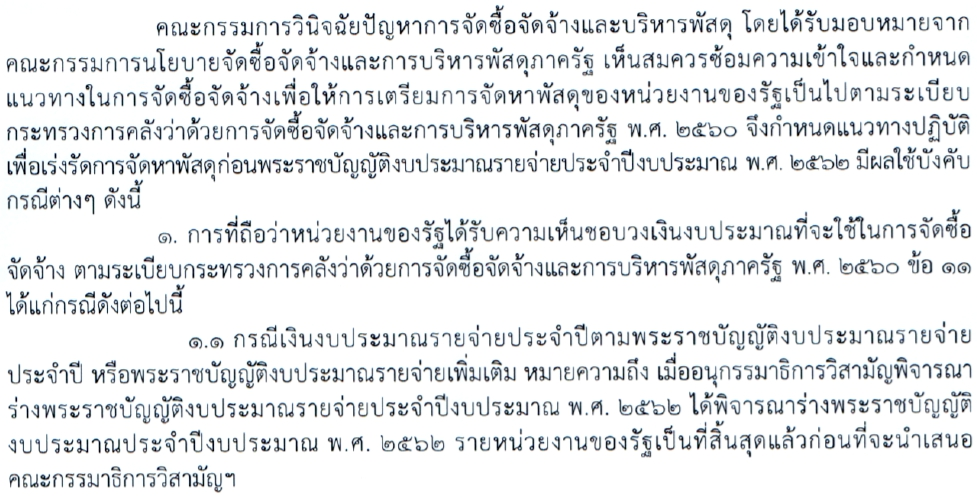 คณะกรรมการวินิจฉัยปัญหาการจัดซื้อจัดจ้างและบริหารพัสดุ โดยได้รับมอบหมายจาก
คณะกรรมการนโยบายจัดซื้อจัดจ้างและการบริหารพัสดุภาครัฐ เห็นสมควรซ้อมความเข้าใจและกำหนด
แนวทางในการจัดซื้อจัดจ้างเพื่อให้การเตรียมการจัดหาพัสดุของหน่วยงานของรัฐเป็นไปตามระเบียบ
กระทรวงการคลังว่าด้วยการจัดซื้อจัดจ้างและการบริหารพัสดุภาครัฐ พ.ศ. ๒๕๖๐ จึงกำหนดแนวทางปฏิบัติ
เพื่อเร่งรัดการจัดหาพัสดุก่อนพระราชบัญญัติงบประมาณรายจ่ายประจำปีงบประมาณ พ.ศ. ๒๕๖๒ มีผลใช้บังคับ
กรณีต่างๆ ดังนี้
๑. การที่ถือว่าหน่วยงานของรัฐได้รับความเห็นชอบวงเงินงบประมาณที่จะใช้ในการจัดซื้อ
จัดจ้าง ตามระเบียบกระทรวงการคลังว่าด้วยการจัดซื้อจัดจ้างและการบริหารพัสดุภาครัฐ พ.ศ. ๒๕๖๐ ข้อ ๑๑
ได้แก่กรณีดังต่อไปนี้
๑.๑ กรณีเงินงบประมาณรายจ่ายประจำปีตามพระราชบัญญัติงบประมาณรายจ่าย
ประจำปี หรือพระราชบัญญัติงบประมาณรายจ่ายเพิ่มเติม หมายความถึง เมื่ออนุกรรมาธิการวิสามัญพิจารณา
ร่างพระราชบัญญัติงบประมาณรายจ่ายประจำปีงบประมาณ พ.ศ. ๒๕๖๒ ได้พิจารณาร่างพระราชบัญญัติ
งบประมาณประจำปีงบประมาณ พ.ศ. ๒๕๖๒ รายหน่วยงานของรัฐเป็นที่สิ้นสุดแล้วก่อนที่จะนำเสนอ
คณะกรรมาธิการวิสามัญฯ